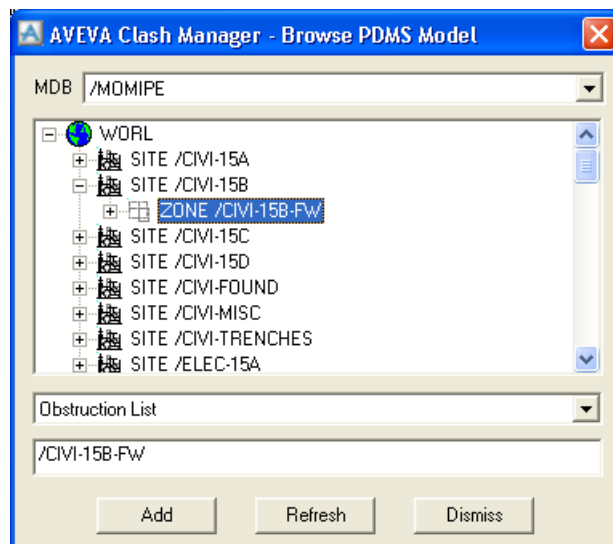 AVEVA Clash Manager - Browse PDMS Model
MDB /MOMIPE
WORL
SITE /CIVI-15A
SITE /CIVI-15B
ZONE /CIVI-15B-FW
SITE /CIVI-15C
SITE /CIVI-15D
SITE /CIVI-FOUND
SITE /CIVI-MISC
SITE /CIVI-TRENCHES
SITE /ELEC-15A
Obstruction List
/CIVI-15B-FW
Add Refresh Dismiss